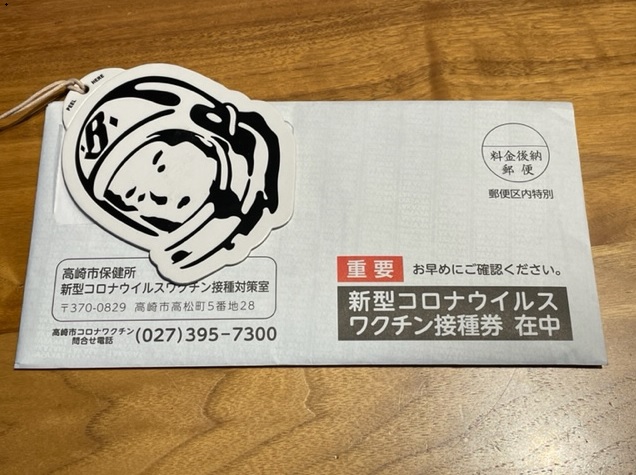 PEEL HERE
B
料金後納
郵便
郵便区内特別
重要 お早めにご確認ください。
新型コロナウイルス
ワクチン接種券 在中
高崎市保健所
新型コロナウイルスワクチン接種対策室
〒370-0829 高崎市高松町5番地28
高崎市コロナワクチン
問合せ電話
(027)395-7300